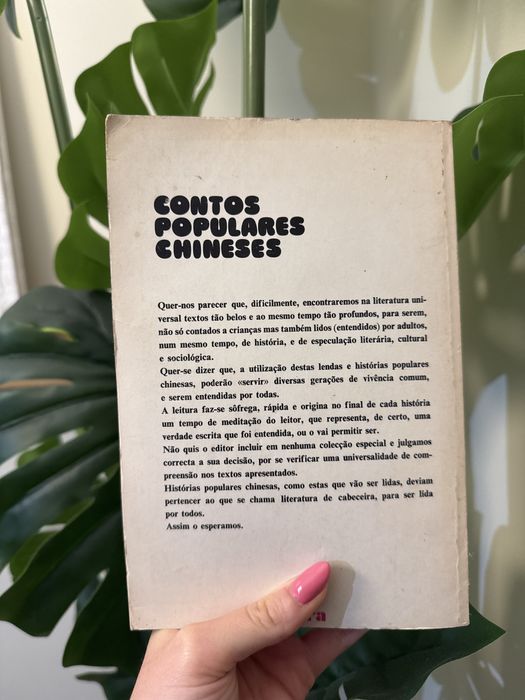 CONTOS
POPULARES
CHINESES
Quer-nos parecer que, dificilmente, encontraremos na literatura uni-
versal textos tão belos e ao mesmo tempo tão profundos, para serem,
não só contados a crianças mas também lidos (entendidos) por adultos,
num mesmo tempo, de história, e de especulação literária, cultural
e sociológica.
Quer-se dizer que, a utilização destas lendas e histórias populares
chinesas, poderão «servir» diversas gerações de vivência comum,
e serem entendidas por todas.
A leitura faz-se sôfrega, rápida e origina no final de cada história
um tempo de meditação do leitor, que representa, de certo, uma
verdade escrita que foi entendida, ou o vai permitir ser.
Não quis o editor incluir em nenhuma colecção especial e julgamos
correcta a sua decisão, por se verificar uma universalidade de com-
preensão nos textos apresentados.
Histórias populares chinesas, como estas que vão ser lidas, deviam
pertencer ao que se chama literatura de cabeceira, para ser lida
por todos.
Assim o esperamos.